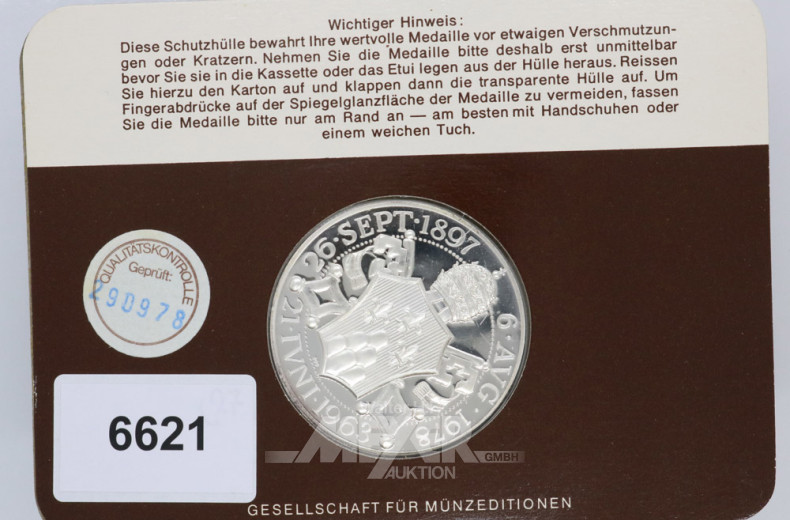 Wichtiger Hinweis:
Diese Schutzhülle bewahrt Ihre wertvolle Medaille vor etwaigen Verschmutzun-
gen oder Kratzern. Nehmen Sie die Medaille bitte deshalb erst unmittelbar
bevor Sie sie in die Kassette oder das Etui legen aus der Hülle heraus. Reissen
Sie hierzu den Karton auf und klappen dann die transparente Hülle auf. Um
Fingerabdrücke auf der Spiegelglanzfläche der Medaille zu vermeiden, fassen
Sie die Medaille bitte nur am Rand an — am besten mit Handschuhen oder
einem weichen Tuch.
QUALITÄTSKONTROLLE
Geprüft:
290978
26·SEPT·1897
6·AVG·1978
21·IVNI·1963
6621
GMBH
AUKTION
GESELLSCHAFT FÜR MÜNZEDITIONEN